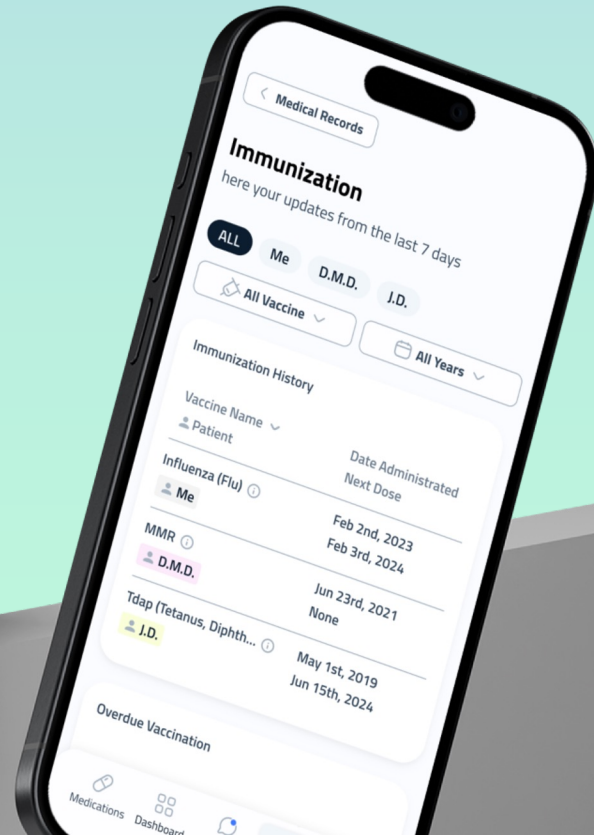 Medical Records
Immunization
here your updates from the last 7 days
ALL
Me
D.M.D.
J.D.
All Vaccine
All Years
Immunization History
Vaccine Name
Patient
Date Administrated
Next Dose
Influenza (Flu)
Me
Feb 2nd, 2023
Feb 3rd, 2024
MMR
D.M.D.
Jun 23rd, 2021
None
Tdap (Tetanus, Diphth...
J.D.
May 1st, 2019
Jun 15th, 2024
Overdue Vaccination
Medications
Dashboard